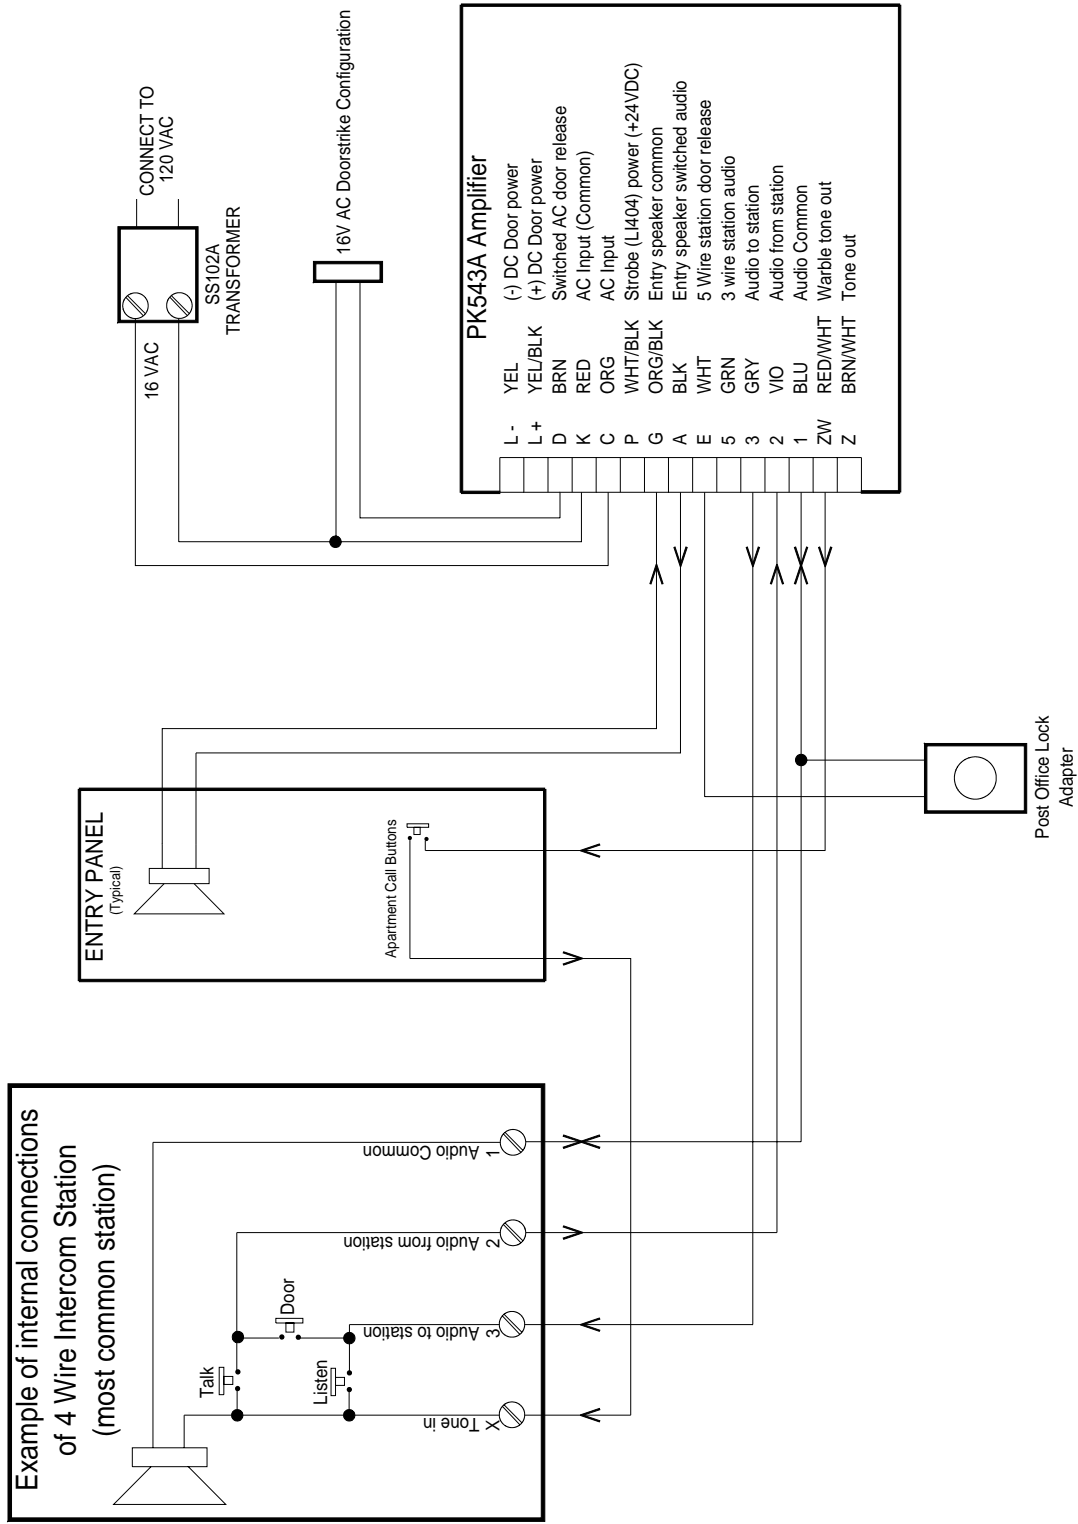 Example of internal connections
of 4 Wire Intercom Station
(most common station)
Talk
Door
Listen
X Tone in
3 Audio to station
2 Audio from station
1 Audio Common
ENTRY PANEL
(Typical)
Apartment Call Buttons
CONNECT TO
120 VAC
SS102A
TRANSFORMER
16 VAC
16V AC Doorstrike Configuration
PK543A Amplifier
L - YEL (-) DC Door power
L + YEL/BLK (+) DC Door power
D BRN Switched AC door release
K RED AC Input (Common)
C ORG AC Input
P WHT/BLK Strobe (LI404) power (+24VDC)
G ORG/BLK Entry speaker common
A BLK Entry speaker switched audio
E WHT 5 Wire station door release
5 GRN 3 wire station audio
3 GRY Audio to station
2 VIO Audio from station
1 BLU Audio Common
ZW RED/WHT Warble tone out
Z BRN/WHT Tone out
Post Office Lock
Adapter